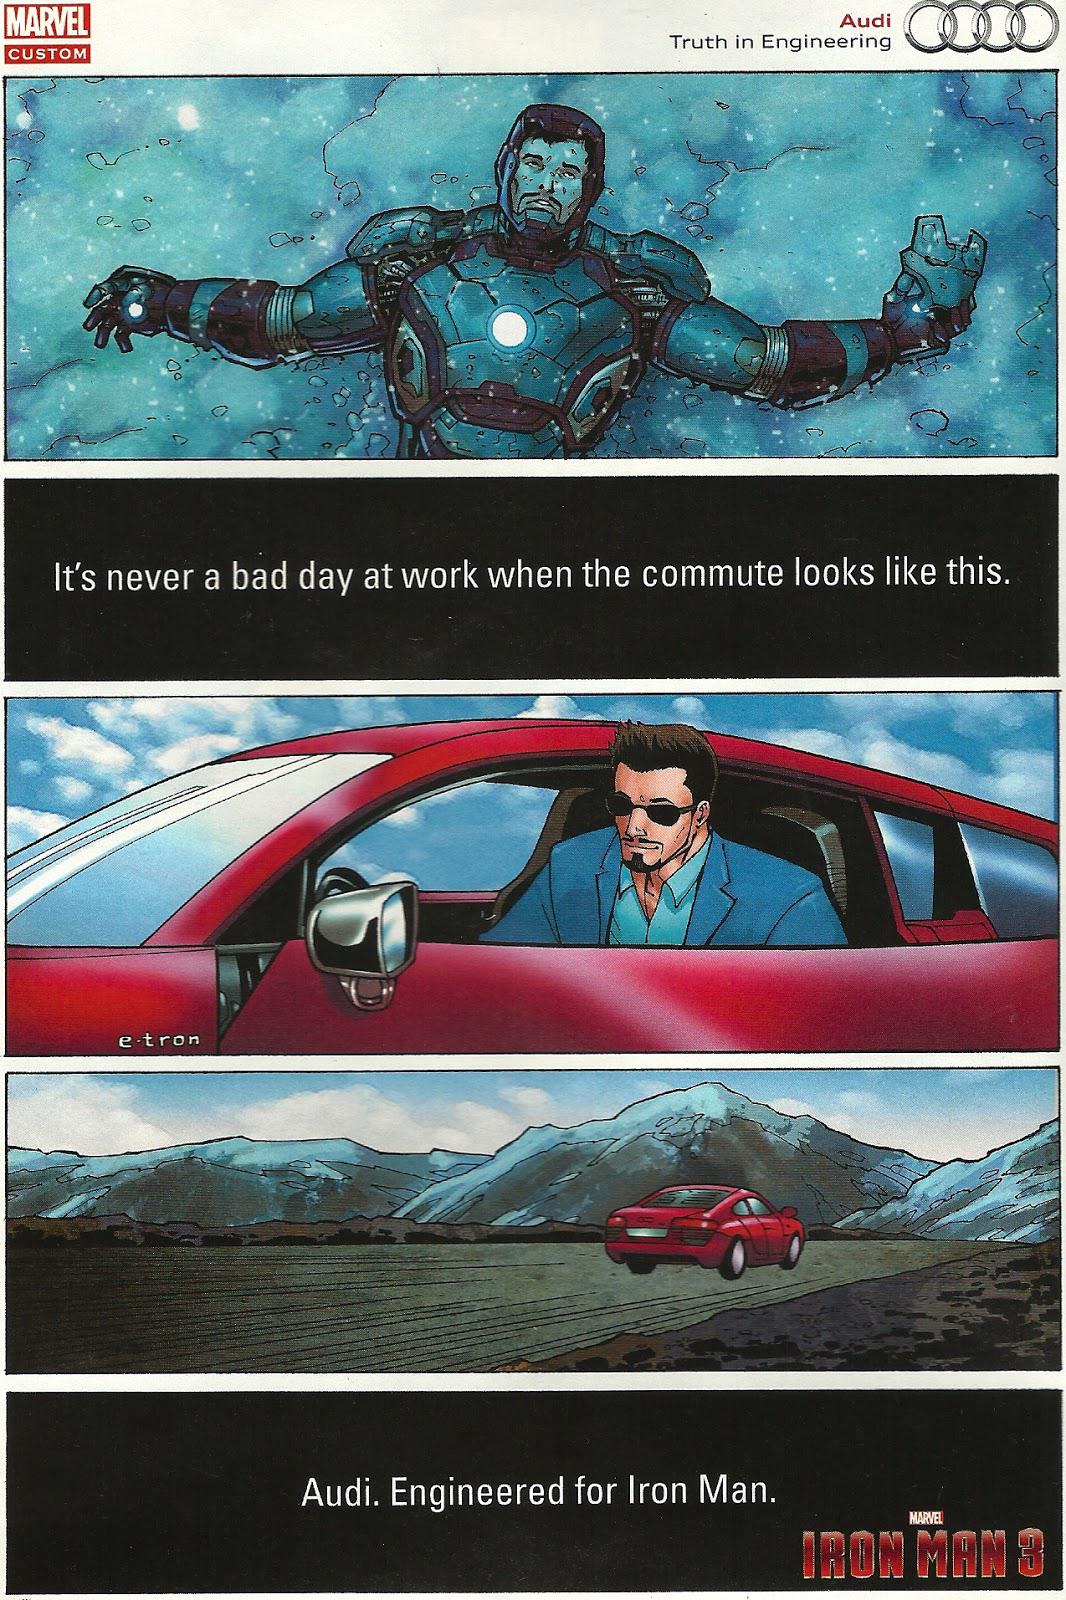 MARVEL
CUSTOM
Audi
Truth in Engineering
It's never a bad day at work when the commute looks like this.
e-tron
Audi. Engineered for Iron Man.
MARVEL
IRON MAN 3